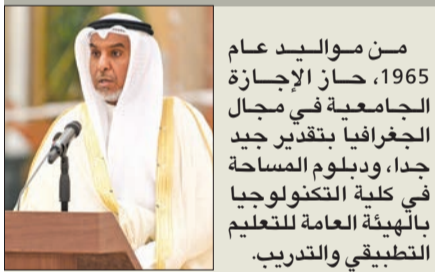 من مواليد عام
1965، حاز الإجازة
الجامعية في مجال
الجغرافيا بتقدير جيد
جدا، ودبلوم المساحة
في كلية التكنولوجيا
بالهيئة العامة للتعليم
التطبيقي والتدريب.